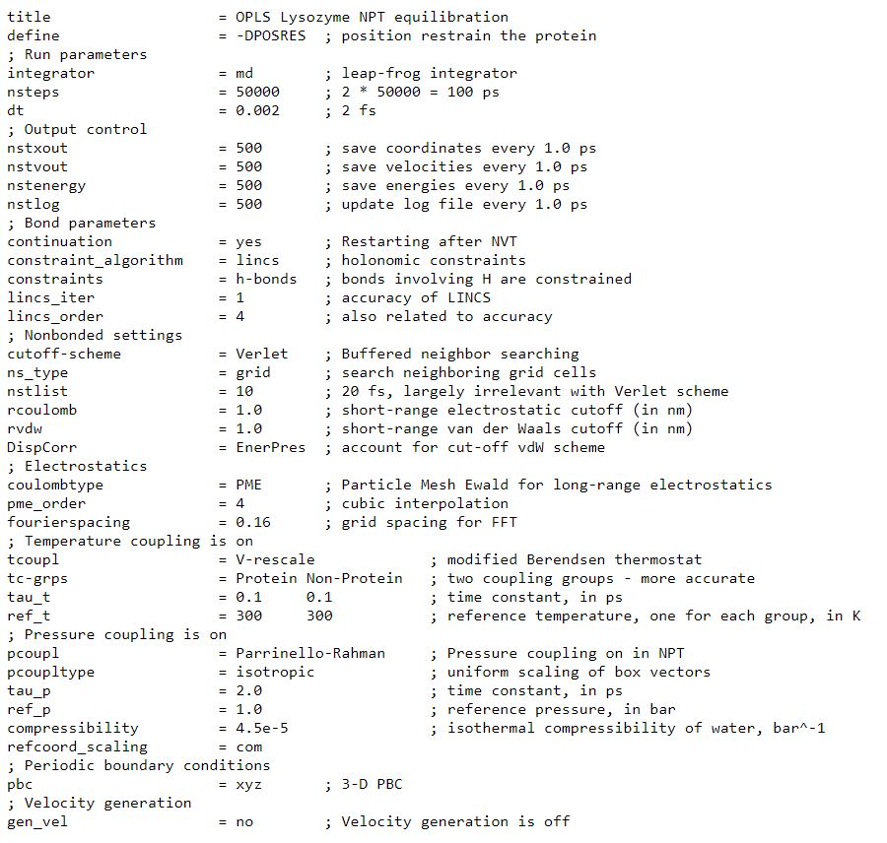 title                   = OPLS Lysozyme NPT equilibration
define                  = -DPOSRES  ; position restrain the protein
; Run parameters
integrator              = md        ; leap-frog integrator
nsteps                  = 50000     ; 2 * 50000 = 100 ps
dt                      = 0.002     ; 2 fs
; Output control
nstxout                 = 500       ; save coordinates every 1.0 ps
nstvout                 = 500       ; save velocities every 1.0 ps
nstenergy               = 500       ; save energies every 1.0 ps
nstlog                  = 500       ; update log file every 1.0 ps
; Bond parameters
continuation            = yes       ; Restarting after NVT
constraint_algorithm    = lincs     ; holonomic constraints
constraints             = h-bonds   ; bonds involving H are constrained
lincs_iter              = 1         ; accuracy of LINCS
lincs_order             = 4         ; also related to accuracy
; Nonbonded settings
cutoff-scheme           = Verlet    ; Buffered neighbor searching
ns_type                 = grid      ; search neighboring grid cells
nstlist                 = 10        ; 20 fs, largely irrelevant with Verlet scheme
rcoulomb                = 1.0       ; short-range electrostatic cutoff (in nm)
rvdw                    = 1.0       ; short-range van der Waals cutoff (in nm)
DispCorr                = EnerPres  ; account for cut-off vdW scheme
; Electrostatics
coulombtype             = PME       ; Particle Mesh Ewald for long-range electrostatics
pme_order               = 4         ; cubic interpolation
fourierspacing          = 0.16      ; grid spacing for FFT
; Temperature coupling is on
tcoupl                  = V-rescale             ; modified Berendsen thermostat
tc-grps                 = Protein Non-Protein   ; two coupling groups - more accurate
tau_t                   = 0.1     0.1           ; time constant, in ps
ref_t                   = 300     300           ; reference temperature, one for each group, in K
; Pressure coupling is on
pcoupl                  = Parrinello-Rahman     ; Pressure coupling on in NPT
pcoupltype              = isotropic             ; uniform scaling of box vectors
tau_p                   = 2.0                   ; time constant, in ps
ref_p                   = 1.0                   ; reference pressure, in bar
compressibility         = 4.5e-5                ; isothermal compressibility of water, bar^-1
refcoord_scaling        = com
; Periodic boundary conditions
pbc                     = xyz       ; 3-D PBC
; Velocity generation
gen_vel                 = no        ; Velocity generation is off